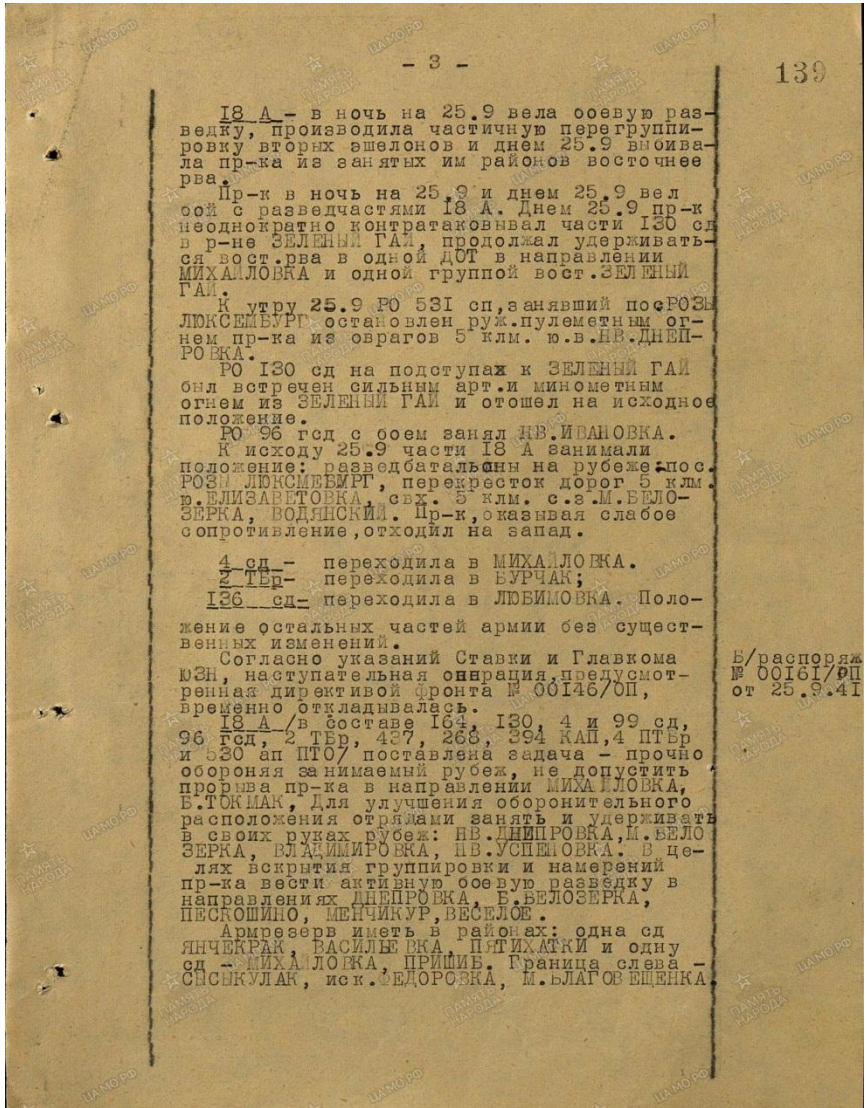 - 3 -
139
18 А - в ночь на 25.9 вела боевую раз-
ведку, производила частичную перегруппи-
ровку вторых эшелонов и днем 25.9 выбива-
ла пр-ка из занятых им районов восточнее
рва.
Пр-к в ночь на 25.9 и днем 25.9 вел
бой с разведчастями 18 А. Днем 25.9 пр-к
неоднократно контратаковывал части 130 сд
в р-не ЗЕЛЕНЫЙ ГАЙ, продолжал удерживать-
ся вост.рва в одной ДОТ в направлении
МИХАЙЛОВКА и одной группой вост.ЗЕЛЕНЫЙ
ГАЙ.
К утру 25.9 РО 531 сп,занявший пос.РОЗЫ
ЛЮКСЕМБУРГ остановлен руж.пулеметным ог-
нем пр-ка из оврагов 5 клм. ю.в.НВ.ДНЕП-
РОВКА.
РО 130 сд на подступах к ЗЕЛЕНЫЙ ГАЙ
был встречен сильным арт.и минометным
огнем из ЗЕЛЕНЫЙ ГАЙ и отошел на исходное
положение.
РО 96 гсд с боем занял НВ.ИВАНОВКА.
К исходу 25.9 части 18 А занимали
положение: разведбатальоны на рубеже:пос.
РОЗЫ ЛЮКСМЕБУРГ, перекресток дорог 5 клм.
ю.ЕЛИЗАВЕТОВКА, свх. 5 клм. с.з.М.БЕЛО-
ЗЕРКА, ВОДЯНСКИЙ. Пр-к,оказывая слабое
сопротивление,отходил на запад.
4 сд - переходила в МИХАЙЛОВКА.
2 ТБр- переходила в БУРЧАК;
136 сд- переходила в ЛЮБИМОВКА. Поло-
жение остальных частей армии без сущест-
венных изменений.
Согласно указаний Ставки и Главкома
ЮЗН, наступательная операция,предусмот-
ренная директивой фронта № 00146/ОП,
временно откладывалась.
Б/распоряж
№ 00161/ОП
от 25.9.41
18 А /в составе 164, 130, 4 и 99 сд,
96 гсд, 2 ТБр, 437, 268, 394 КАП,4 ПТБр
и 530 ап ПТО/ поставлена задача - прочно
обороняя занимаемый рубеж, не допустить
прорыва пр-ка в направлении МИХАЙЛОВКА,
Б.ТОКМАК, Для улучшения оборонительного
расположения отрядами занять и удерживать
в своих руках рубеж: НВ.ДНИПРОВКА,М.БЕЛО
ЗЕРКА, ВЛАДИМИРОВКА, НВ.УСПЕНОВКА. В це-
лях вскрытия группировки и намерений
пр-ка вести активную боевую разведку в
направлениях ДНЕПРОВКА, Б.БЕЛОЗЕРКА,
ПЕСКОШИНО, МЕНЧИКУР,ВЕСЕЛОЕ.
Армрезерв иметь в районах: одна сд
ЯНЧЕКРАК, ВАСИЛЬЕВКА, ПЯТИХАТКИ и одну
сд - МИХАЙЛОВКА, ПРИШИБ. Граница слева -
СЫСЫКУЛАК, иск.ФЕДОРОВКА, М.БЛАГОВЕЩЕНКА